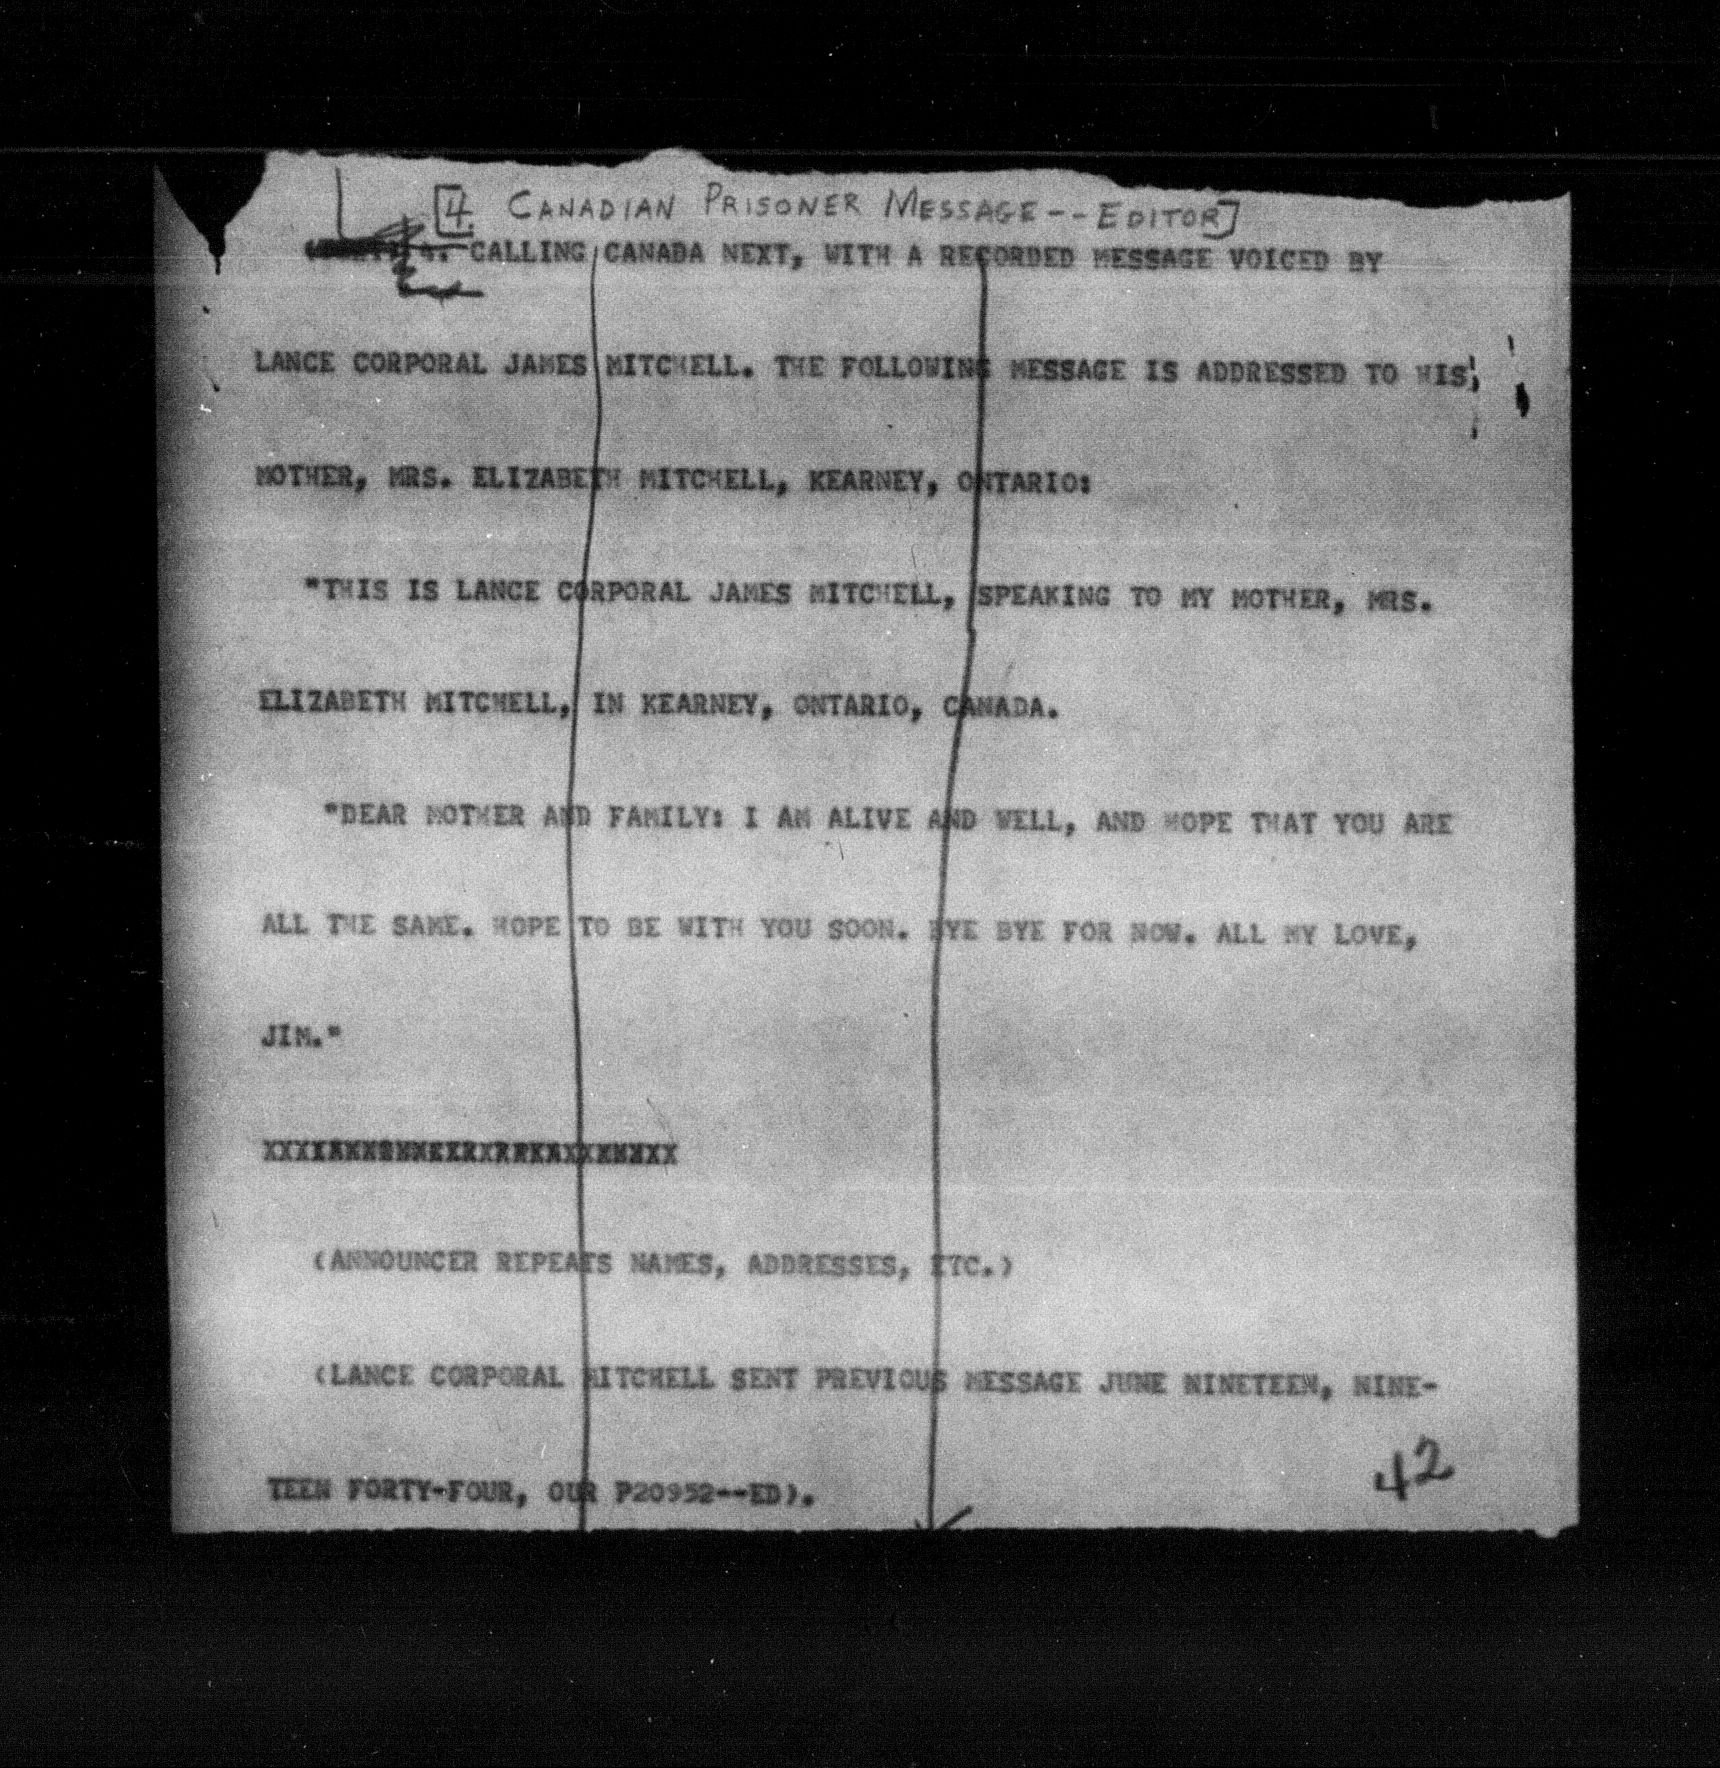 [4. CANADIAN PRISONER MESSAGE--EDITOR]
4. CALLING CANADA NEXT, WITH A RECORDED MESSAGE VOICED BY
LANCE CORPORAL JAMES MITCHELL. THE FOLLOWING MESSAGE IS ADDRESSED TO HIS
MOTHER, MRS. ELIZABETH MITCHELL, KEARNEY, ONTARIO:
"THIS IS LANCE CORPORAL JAMES MITCHELL, SPEAKING TO MY MOTHER, MRS.
ELIZABETH MITCHELL, IN KEARNEY, ONTARIO, CANADA.
"DEAR MOTHER AND FAMILY: I AM ALIVE AND WELL, AND HOPE THAT YOU ARE
ALL THE SAME. HOPE TO BE WITH YOU SOON. BYE BYE FOR NOW. ALL MY LOVE,
JIM."
(ANNOUNCER REPEATS NAMES, ADDRESSES, ETC.)
(LANCE CORPORAL MITCHELL SENT PREVIOUS MESSAGE JUNE NINETEEN, NINE-
TEEN FORTY-FOUR, OUR P20952--ED).
42